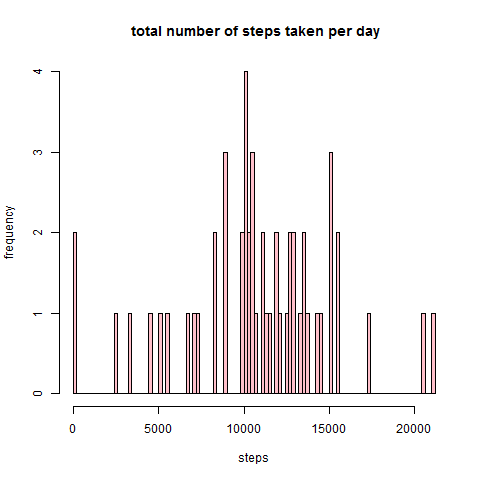 total number of steps taken per day
frequency
4
3
2
1
0
0 5000 10000 15000 20000
steps